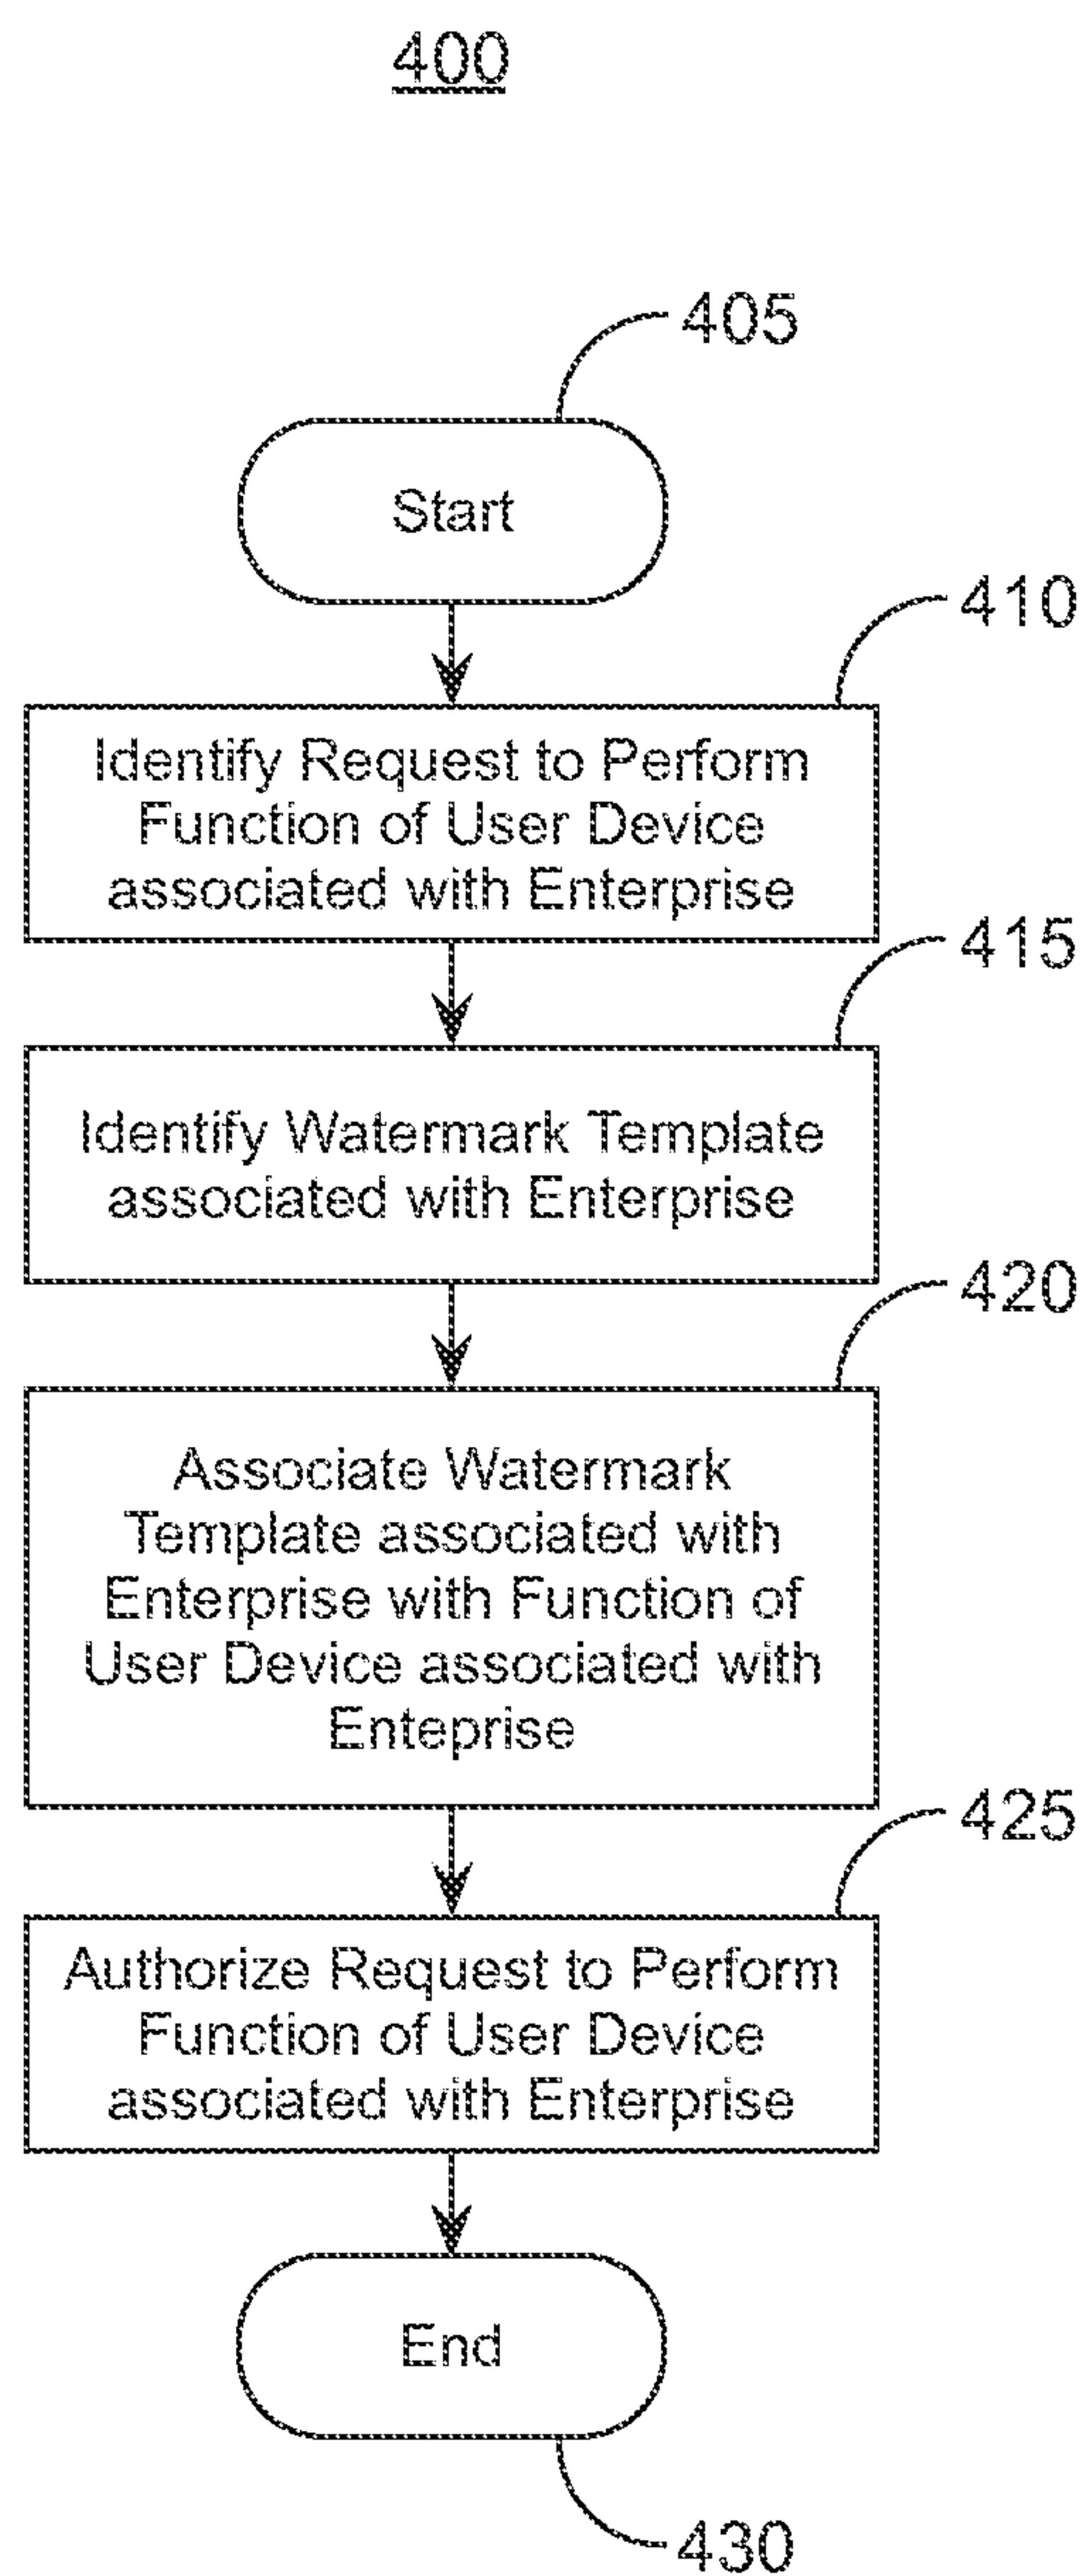 400
405
Start
410
Identify Request to Perform
Function of User Device
associated with Enterprise
415
Identify Watermark Template
associated with Enterprise
420
Associate Watermark
Template associated with
Enterprise with Function of
User Device associated with
Enteprise
425
Authorize Request to Perform
Function of User Device
associated with Enterprise
End
430